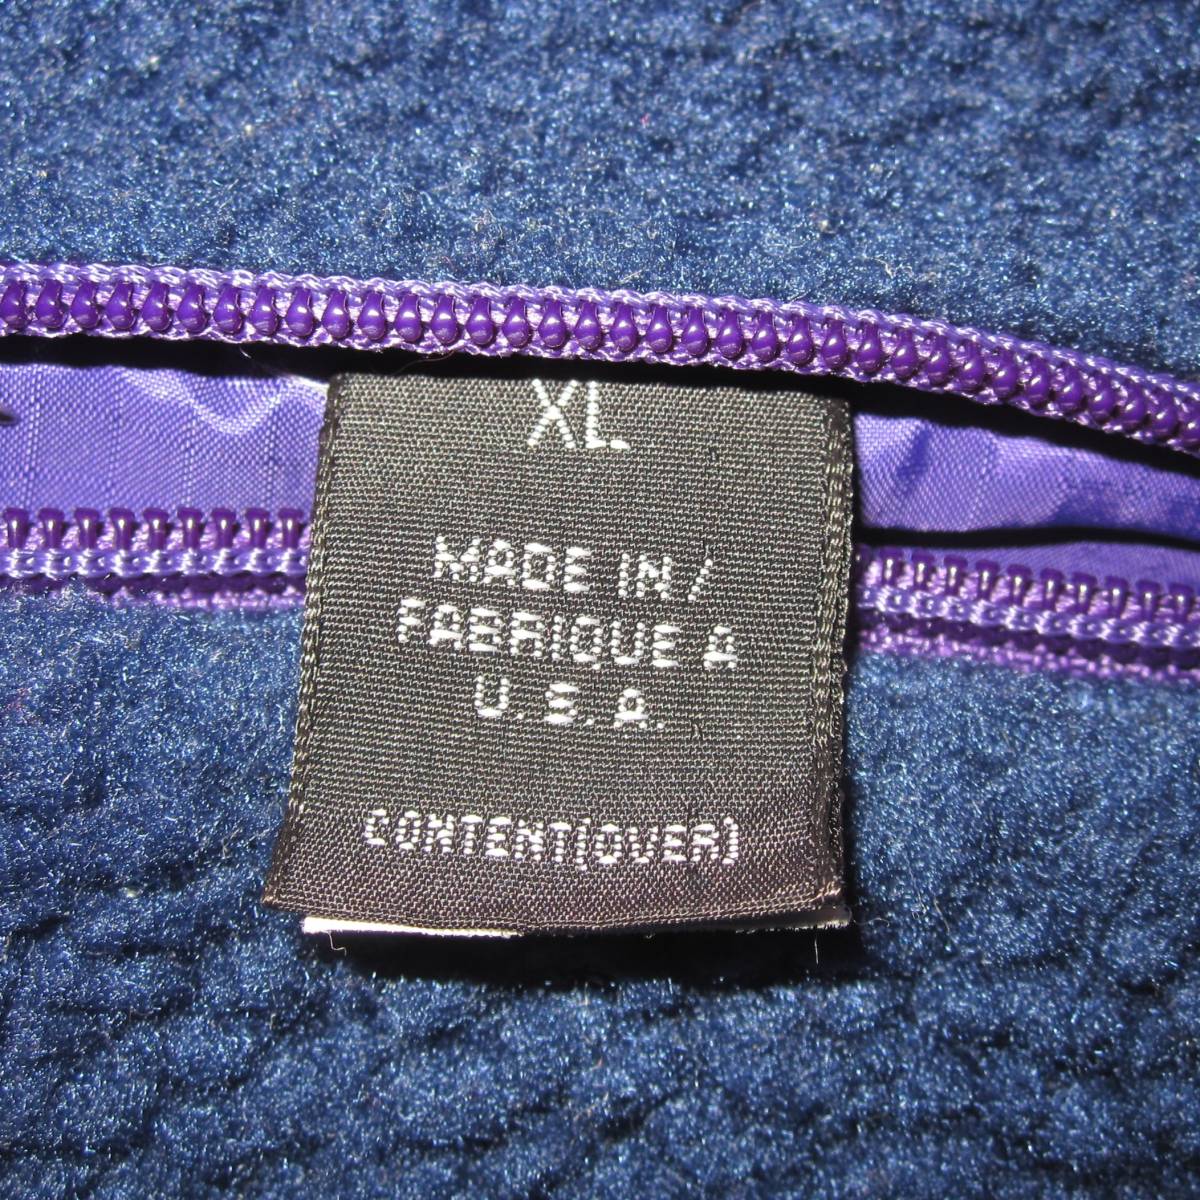 XL
MADE IN /
FABRIQUE A
U.S.A.
CONTENT(OVER)